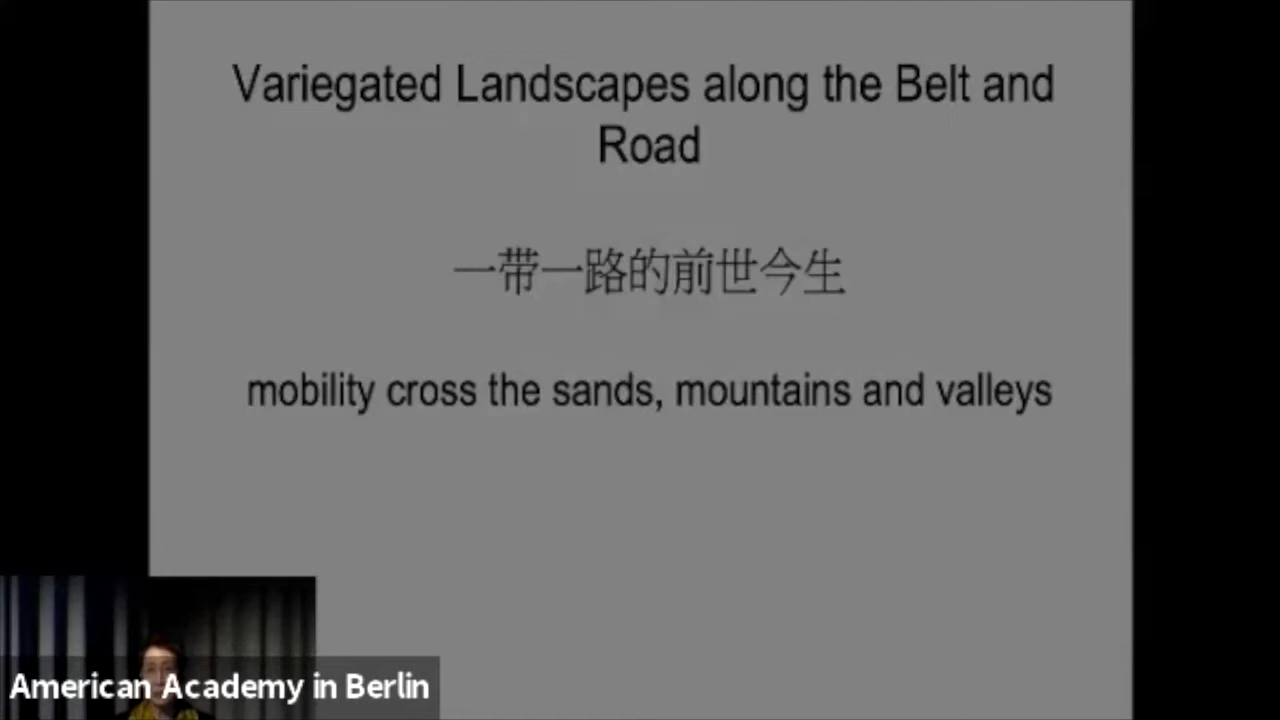 Variegated Landscapes along the Belt and
Road
一带一路的前世今生
mobility cross the sands, mountains and valleys
American Academy in Berlin